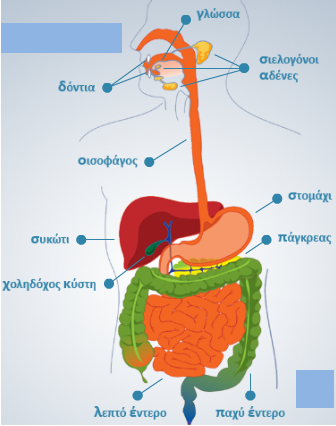 γλώσσα
σιελογόνοι
αδένες
δόντια
οισοφάγος
στομάχι
συκώτι
πάγκρεας
χοληδόχος κύστη
λεπτό έντερο
παχύ έντερο